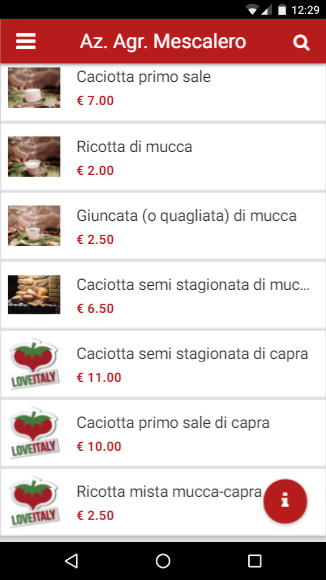 12:29
Az. Agr. Mescalero
Caciotta primo sale
€ 7.00
Ricotta di mucca
€ 2.00
Giuncata (o quagliata) di mucca
€ 2.50
Caciotta semi stagionata di muc...
€ 6.50
Caciotta semi stagionata di capra
€ 11.00
LOVEITALY
Caciotta primo sale di capra
€ 10.00
LOVEITALY
Ricotta mista mucca-capra
€ 2.50
LOVEITALY
i